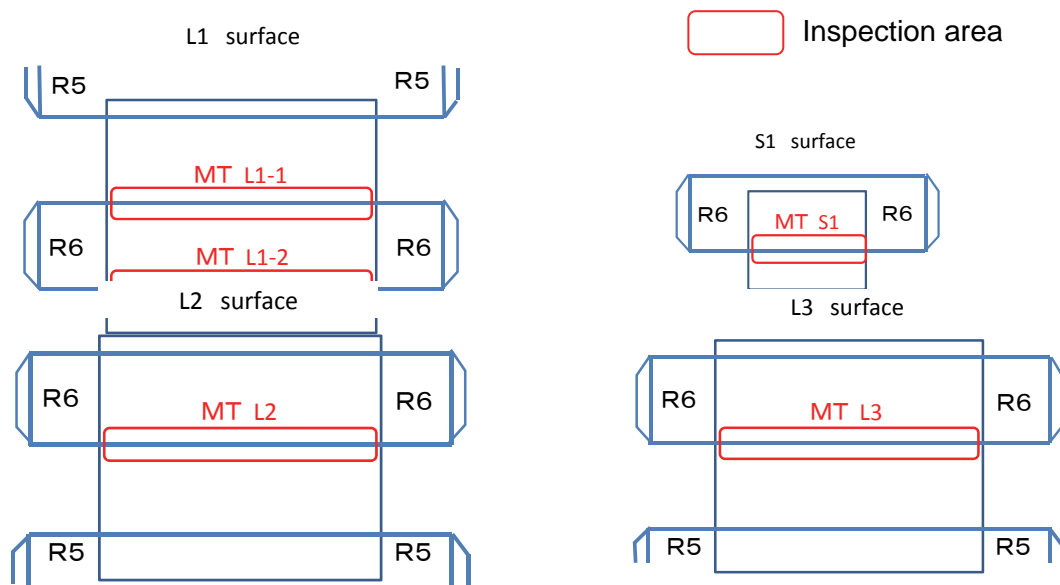 L1 surface
Inspection area
R5 R5
MT L1-1
R6 R6
MT L1-2
S1 surface
R6 R6
MT S1
L2 surface
R6 R6
MT L2
R5 R5
L3 surface
R6 R6
MT L3
R5 R5